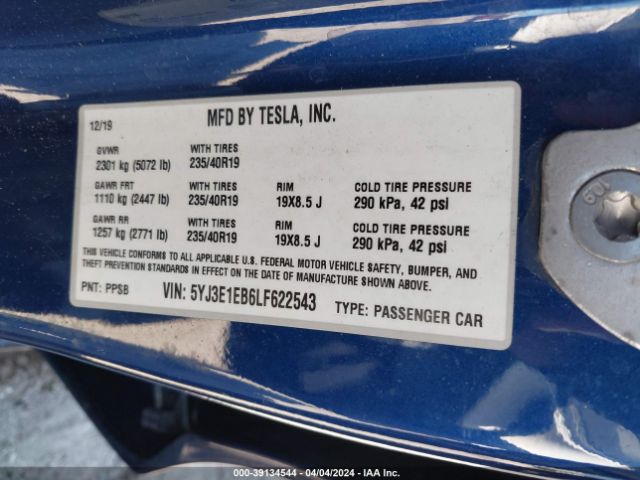 12/19 MFD BY TESLA, INC.
GVWR WITH TIRES
2301 kg (5072 lb) 235/40R19
GAWR FRT WITH TIRES RIM COLD TIRE PRESSURE
1110 kg (2447 lb) 235/40R19 19X8.5 J 290 kPa, 42 psi
GAWR RR WITH TIRES RIM COLD TIRE PRESSURE
1257 kg (2771 lb) 235/40R19 19X8.5 J 290 kPa, 42 psi
THIS VEHICLE CONFORMS TO ALL APPLICABLE U.S. FEDERAL MOTOR VEHICLE SAFETY, BUMPER, AND
THEFT PREVENTION STANDARDS IN EFFECT ON THE DATE OF MANUFACTURE SHOWN ABOVE.
PNT: PPSB VIN: 5YJ3E1EB6LF622543 TYPE: PASSENGER CAR
000-39134544 - 04/04/2024 - IAA Inc.